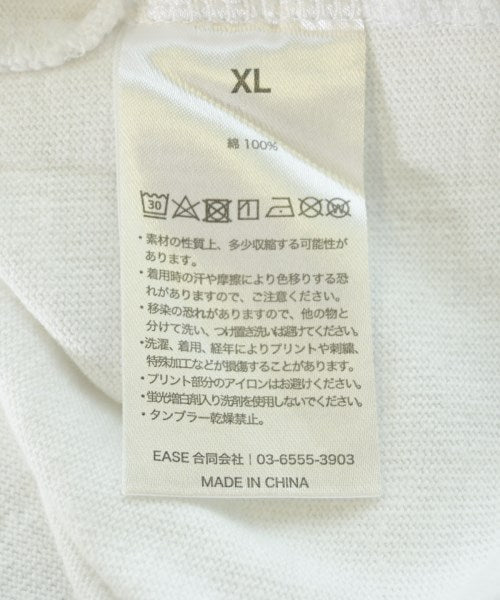 XL
綿 100%
30
・素材の性質上、多少収縮する可能性が
あります。
・着用時の汗や摩擦により色移りする恐
れがありますので、ご注意ください。
・移染の恐れがありますので、他の物と
分けて洗い、つけ置き洗いは避けてください。
・洗濯、着用、経年によりプリントや刺繍、
特殊加工などが損傷することがあります。
・プリント部分のアイロンはお避けください。
・蛍光増白剤入り洗剤を使用しないでください。
・タンブラー乾燥禁止。
EASE 合同会社 | 03-6555-3903
MADE IN CHINA